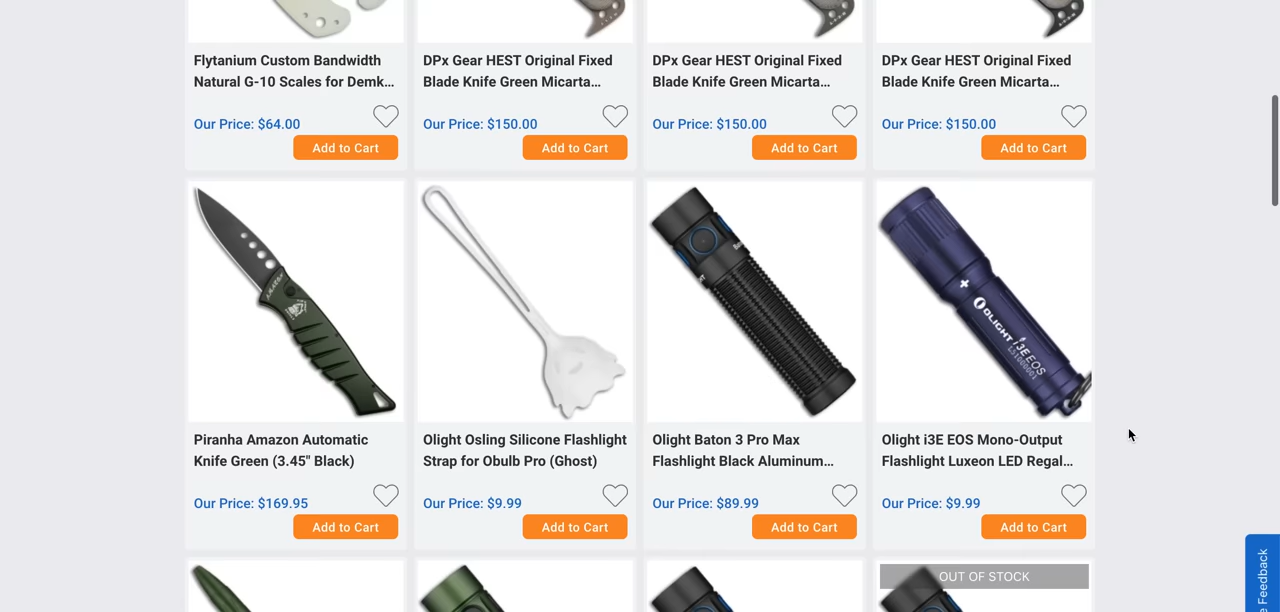 Flytanium Custom Bandwidth
Natural G-10 Scales for Demk...
Our Price: $64.00
Add to Cart
DPx Gear HEST Original Fixed
Blade Knife Green Micarta...
Our Price: $150.00
Add to Cart
DPx Gear HEST Original Fixed
Blade Knife Green Micarta...
Our Price: $150.00
Add to Cart
DPx Gear HEST Original Fixed
Blade Knife Green Micarta...
Our Price: $150.00
Add to Cart
Piranha Amazon Automatic
Knife Green (3.45" Black)
Our Price: $169.95
Add to Cart
Olight Osling Silicone Flashlight
Strap for Obulb Pro (Ghost)
Our Price: $9.99
Add to Cart
Olight Baton 3 Pro Max
Flashlight Black Aluminum...
Our Price: $89.99
Add to Cart
OLIGHT i3E EOS
Olight i3E EOS Mono-Output
Flashlight Luxeon LED Regal...
Our Price: $9.99
Add to Cart
OUT OF STOCK
Feedback